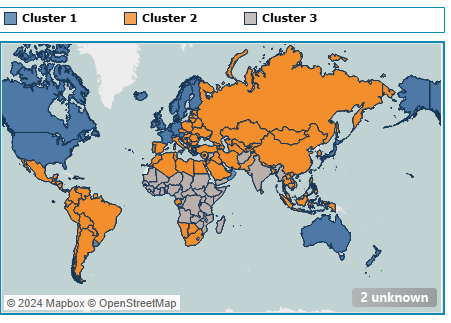 Cluster 1 Cluster 2 Cluster 3
2 unknown
© 2024 Mapbox © OpenStreetMap